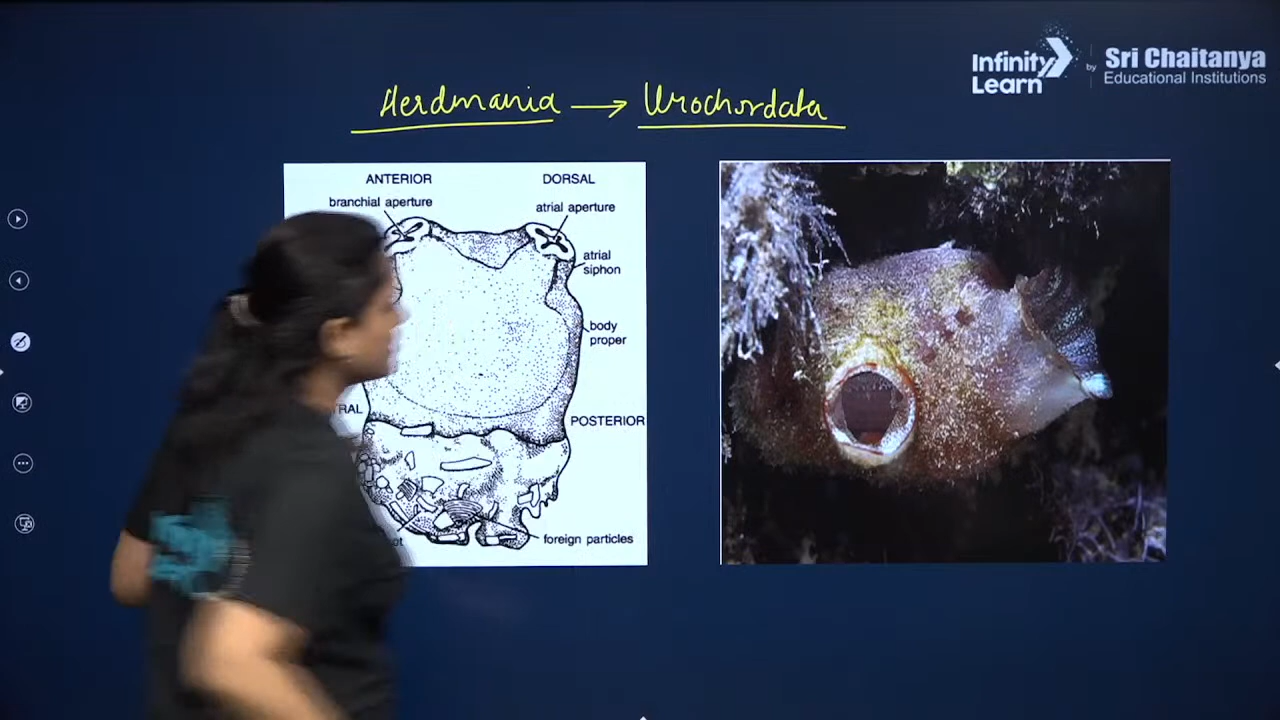 Infinity Learn by Sri Chaitanya Educational Institutions
Herdmania → Urochordata
ANTERIOR DORSAL
branchial aperture
atrial aperture
atrial siphon
body proper
POSTERIOR
foreign particles